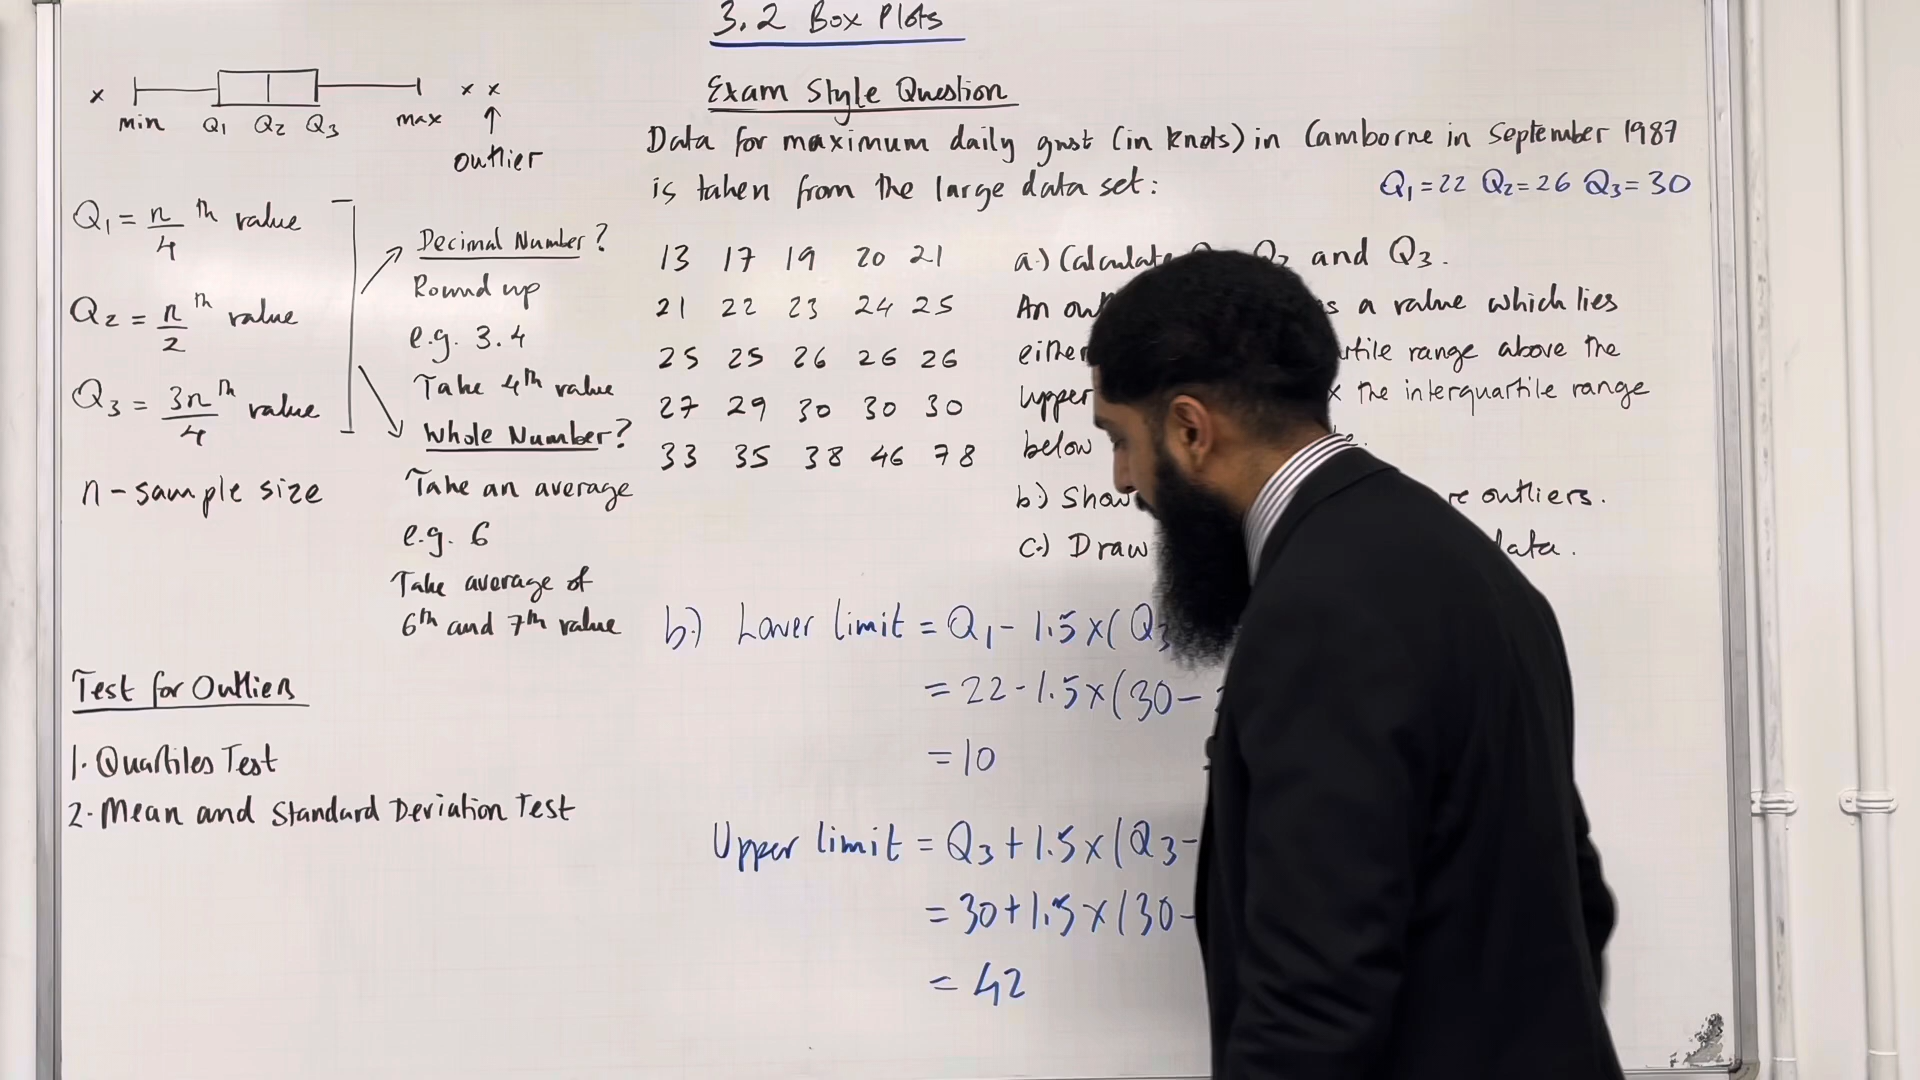 3.2 Box Plots
x x x
min Q1 Q2 Q3 max
outlier
Q1 = n/4 th value
Q2 = n/2 th value
Q3 = 3n/4 th value
n - sample size
Decimal Number?
Round up
e.g. 3.4
Take 4th value
Whole Number?
Take an average
e.g. 6
Take average of
6th and 7th value
Test for Outliers
1. Quartiles Test
2. Mean and Standard Deviation Test
Exam Style Question
Data for maximum daily gust (in knots) in Camborne in September 1987
is taken from the large data set:
Q1=22 Q2=26 Q3=30
13 17 19 20 21
21 22 23 24 25
25 25 26 26 26
27 29 30 30 30
33 35 38 46 78
a.) Calculate and Q3.
An a value which lies
range above the
upper x the interquartile range
below
b.) Show outliers.
c.) Draw
b.) Lower limit = Q1 - 1.5 x (Q3
= 22 - 1.5 x (30 -
= 10
Upper limit = Q3 + 1.5 x (Q3 -
= 30 + 1.5 x (30 -
= 42